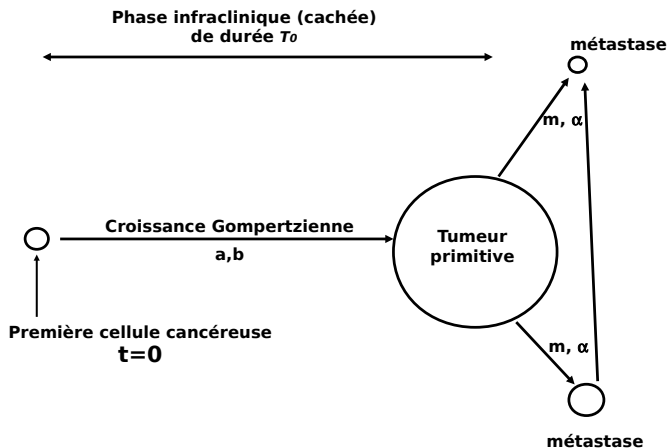 Phase infraclinique (cachée)
de durée T₀
métastase
m, α
Croissance Gompertzienne
a,b
Tumeur
primitive
Première cellule cancéreuse
t=0
m, α
métastase